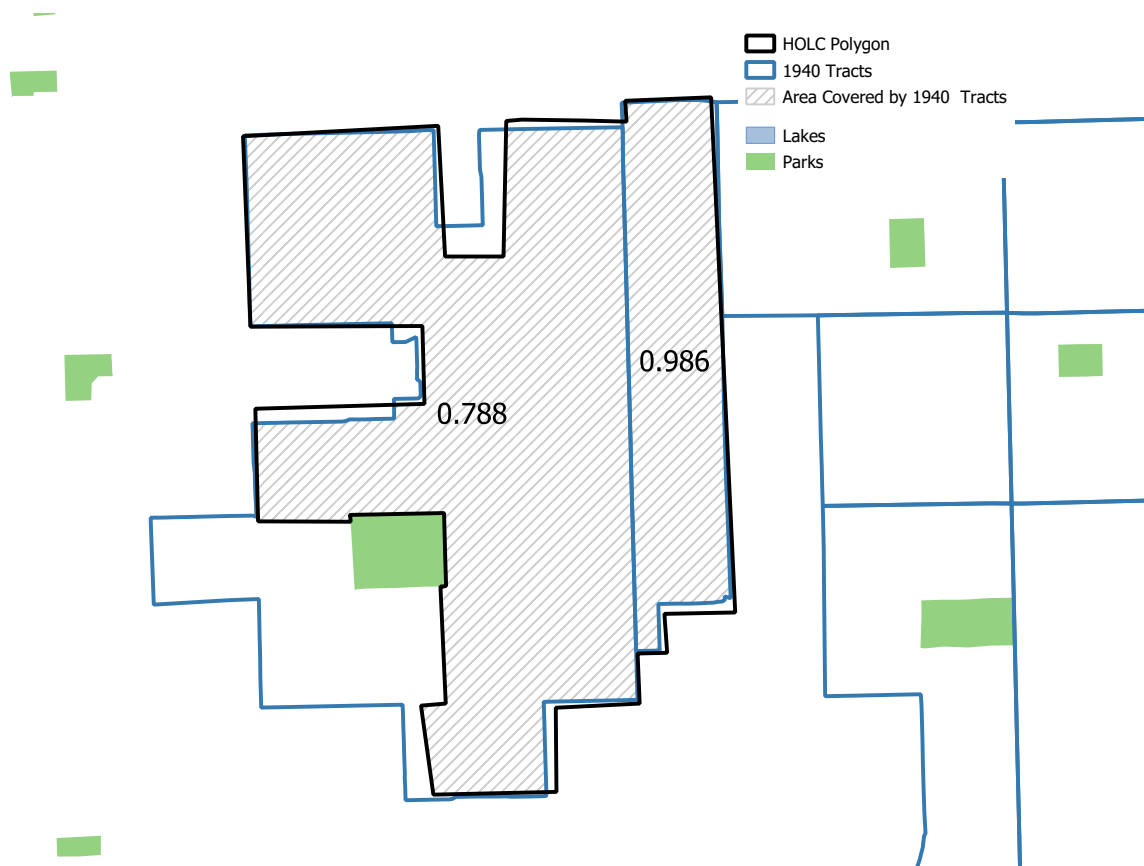 HOLC Polygon
1940 Tracts
Area Covered by 1940  Tracts
Lakes
Parks
0.986
0.788